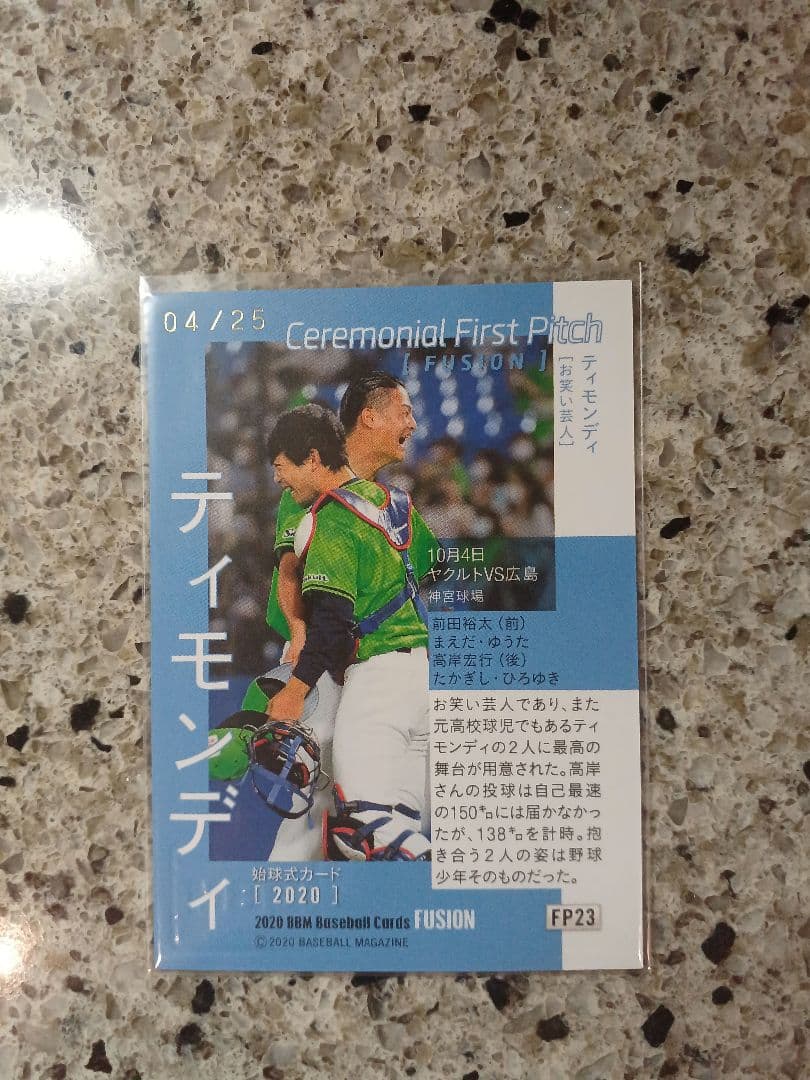 04/25
Ceremonial First Pitch
[ FUSION ]
ティモンディ
[お笑い芸人]
ティモンディ
10月4日
ヤクルトVS広島
神宮球場
前田裕太(前)
まえだ・ゆうた
高岸宏行(後)
たかぎし・ひろゆき
お笑い芸人であり、また
元高校球児でもあるティ
モンディの2人に最高の
舞台が用意された。高岸
さんの投球は自己最速
の150㌔には届かなかっ
たが、138㌔を計時。抱
き合う2人の姿は野球
少年そのものだった。
始球式カード
[ 2020 ]
2020 BBM Baseball Cards FUSION
©2020 BASEBALL MAGAZINE
FP23